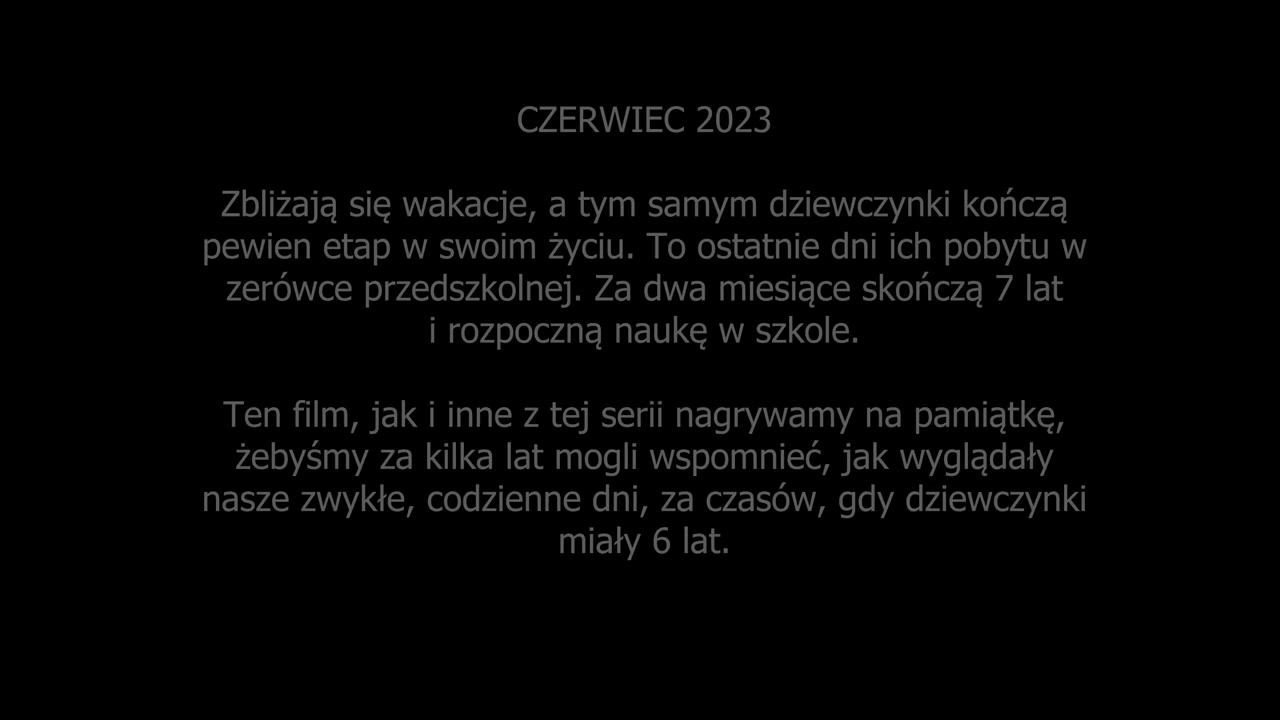 CZERWIEC 2023
Zbliżają się wakacje, a tym samym dziewczynki kończą
pewien etap w swoim życiu. To ostatnie dni ich pobytu w
zerówce przedszkolnej. Za dwa miesiące skończą 7 lat
i rozpoczną naukę w szkole.
Ten film, jak i inne z tej serii nagrywamy na pamiątkę,
żebyśmy za kilka lat mogli wspomnieć, jak wyglądały
nasze zwykłe, codzienne dni, za czasów, gdy dziewczynki
miały 6 lat.